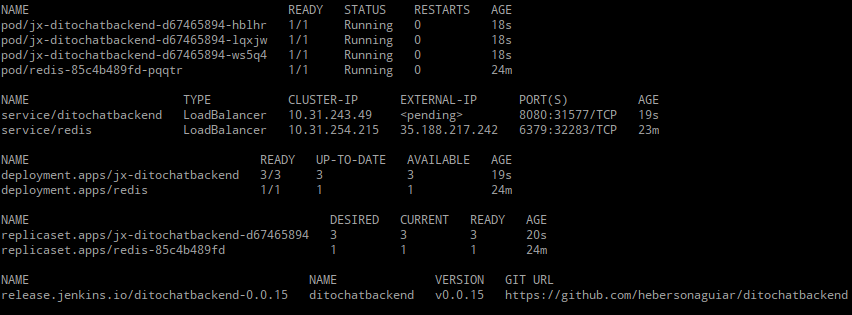 NAME READY STATUS RESTARTS AGE
pod/jx-ditochatbackend-d67465894-hblhr 1/1 Running 0 18s
pod/jx-ditochatbackend-d67465894-lqxjw 1/1 Running 0 18s
pod/jx-ditochatbackend-d67465894-ws5q4 1/1 Running 0 18s
pod/redis-85c4b489fd-pqqtr 1/1 Running 0 24m
NAME TYPE CLUSTER-IP EXTERNAL-IP PORT(S) AGE
service/ditochatbackend LoadBalancer 10.31.243.49 <pending> 8080:31577/TCP 19s
service/redis LoadBalancer 10.31.254.215 35.188.217.242 6379:32283/TCP 23m
NAME READY UP-TO-DATE AVAILABLE AGE
deployment.apps/jx-ditochatbackend 3/3 3 3 19s
deployment.apps/redis 1/1 1 1 24m
NAME DESIRED CURRENT READY AGE
replicaset.apps/jx-ditochatbackend-d67465894 3 3 3 20s
replicaset.apps/redis-85c4b489fd 1 1 1 24m
NAME NAME VERSION GIT URL
release.jenkins.io/ditochatbackend-0.0.15 ditochatbackend v0.0.15 https://github.com/hebersonaguiar/ditochatbackend